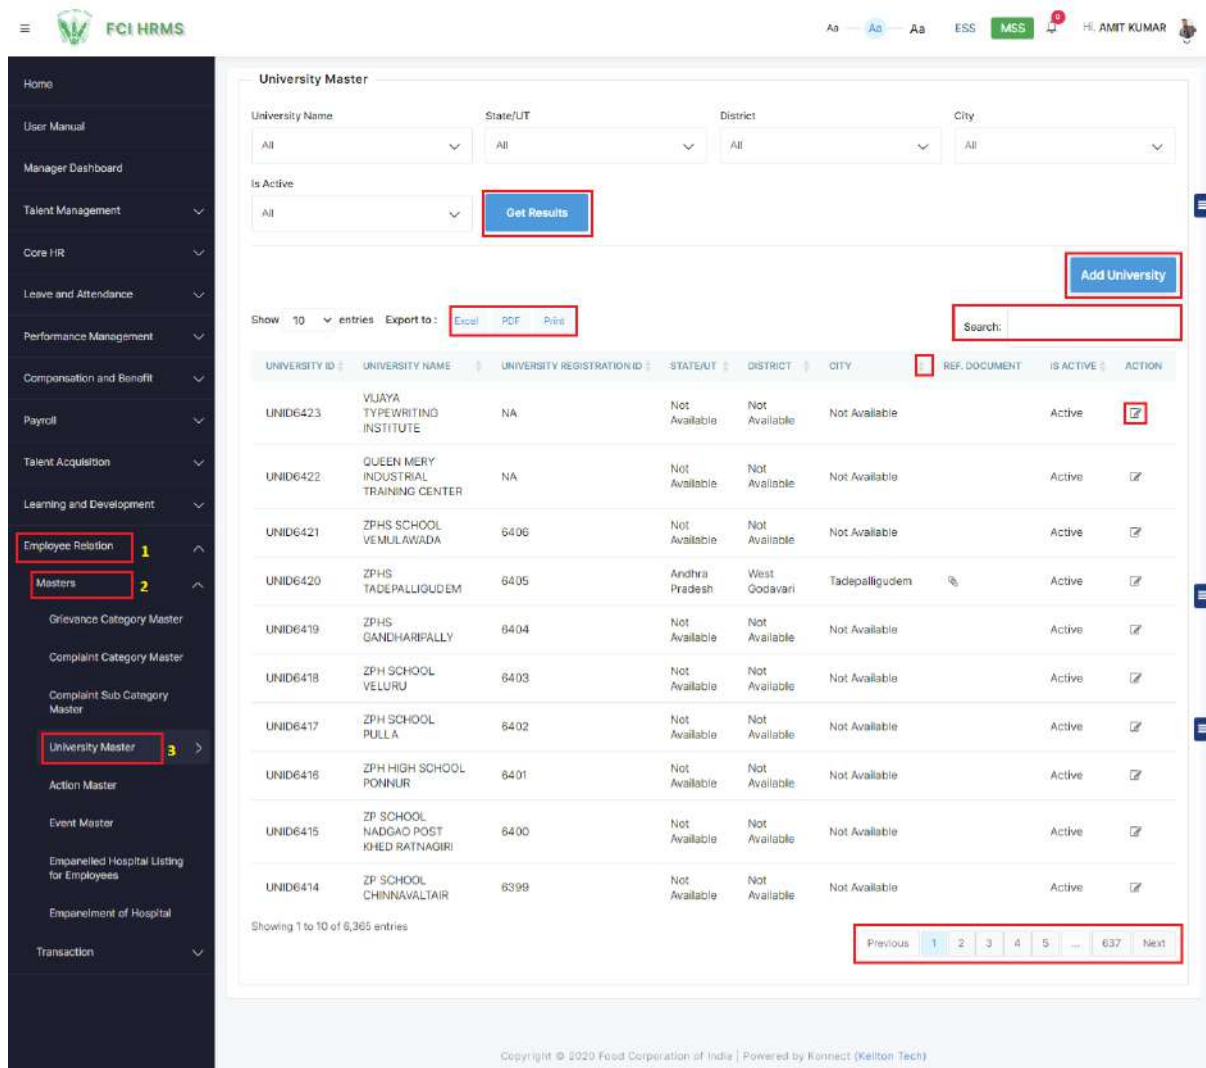 FCI HRMS
Aa Aa Aa ESS MSS 0 Hi, AMIT KUMAR
Home
User Manual
Manager Dashboard
Talent Management
Core HR
Leave and Attendance
Performance Management
Compensation and Benefit
Payroll
Talent Acquisition
Learning and Development
Employee Relation 1
Masters 2
Grievance Category Master
Complaint Category Master
Complaint Sub Category
Master
University Master 3
Action Master
Event Master
Empanelled Hospital Listing
for Employees
Empanelment of Hospital
Transaction
University Master
University Name State/UT District City
All All All All
Is Active
All Get Results
Add University
Show 10 entries Export to : Excel PDF Print Search:
UNIVERSITY ID UNIVERSITY NAME UNIVERSITY REGISTRATION ID STATE/UT DISTRICT CITY REF. DOCUMENT IS ACTIVE ACTION
UNID6423 VIJAYA TYPEWRITING INSTITUTE NA Not Available Not Available Not Available Active
UNID6422 QUEEN MERY INDUSTRIAL TRAINING CENTER NA Not Available Not Available Not Available Active
UNID6421 ZPHS SCHOOL VEMULAWADA 6406 Not Available Not Available Not Available Active
UNID6420 ZPHS TADEPALLIGUDEM 6405 Andhra Pradesh West Godavari Tadepalligudem Active
UNID6419 ZPHS GANDHARIPALLY 6404 Not Available Not Available Not Available Active
UNID6418 ZPH SCHOOL VELURU 6403 Not Available Not Available Not Available Active
UNID6417 ZPH SCHOOL PULLA 6402 Not Available Not Available Not Available Active
UNID6416 ZPH HIGH SCHOOL PONNUR 6401 Not Available Not Available Not Available Active
UNID6415 ZP SCHOOL NADGAO POST KHED RATNAGIRI 6400 Not Available Not Available Not Available Active
UNID6414 ZP SCHOOL CHINNAVALTAIR 6399 Not Available Not Available Not Available Active
Showing 1 to 10 of 6,365 entries
Previous 1 2 3 4 5 ... 637 Next
Copyright © 2020 Food Corporation of India | Powered by Konnect (Kellton Tech)